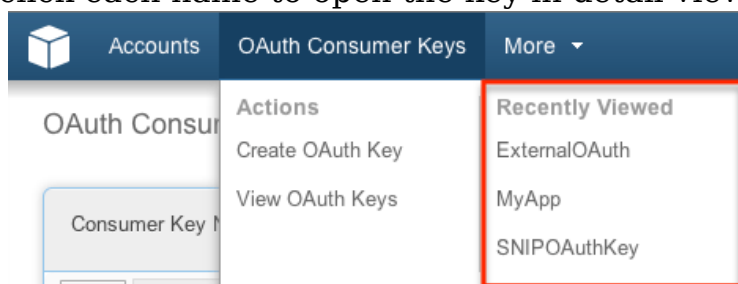 click each name to open the key in detail view
Accounts OAuth Consumer Keys More
OAuth Consur
Actions
Recently Viewed
Create OAuth Key
ExternalOAuth
View OAuth Keys
MyApp
Consumer Key N
SNIPOAuthKey